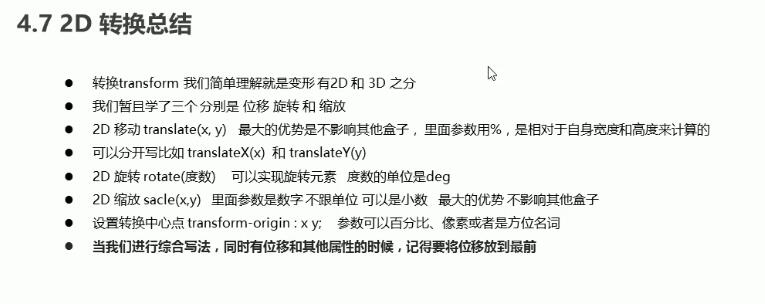 4.7 2D 转换总结
● 转换transform 我们简单理解就是变形 有2D 和 3D 之分
● 我们暂且学了三个 分别是 位移 旋转 和 缩放
● 2D 移动 translate(x, y) 最大的优势是不影响其他盒子， 里面参数用%，是相对于自身宽度和高度来计算的
● 可以分开写比如 translateX(x) 和 translateY(y)
● 2D 旋转 rotate(度数) 可以实现旋转元素 度数的单位是deg
● 2D 缩放 sacle(x,y) 里面参数是数字 不跟单位 可以是小数 最大的优势 不影响其他盒子
● 设置转换中心点 transform-origin : x y; 参数可以百分比、像素或者是方位名词
● 当我们进行综合写法，同时有位移和其他属性的时候，记得要将位移放到最前